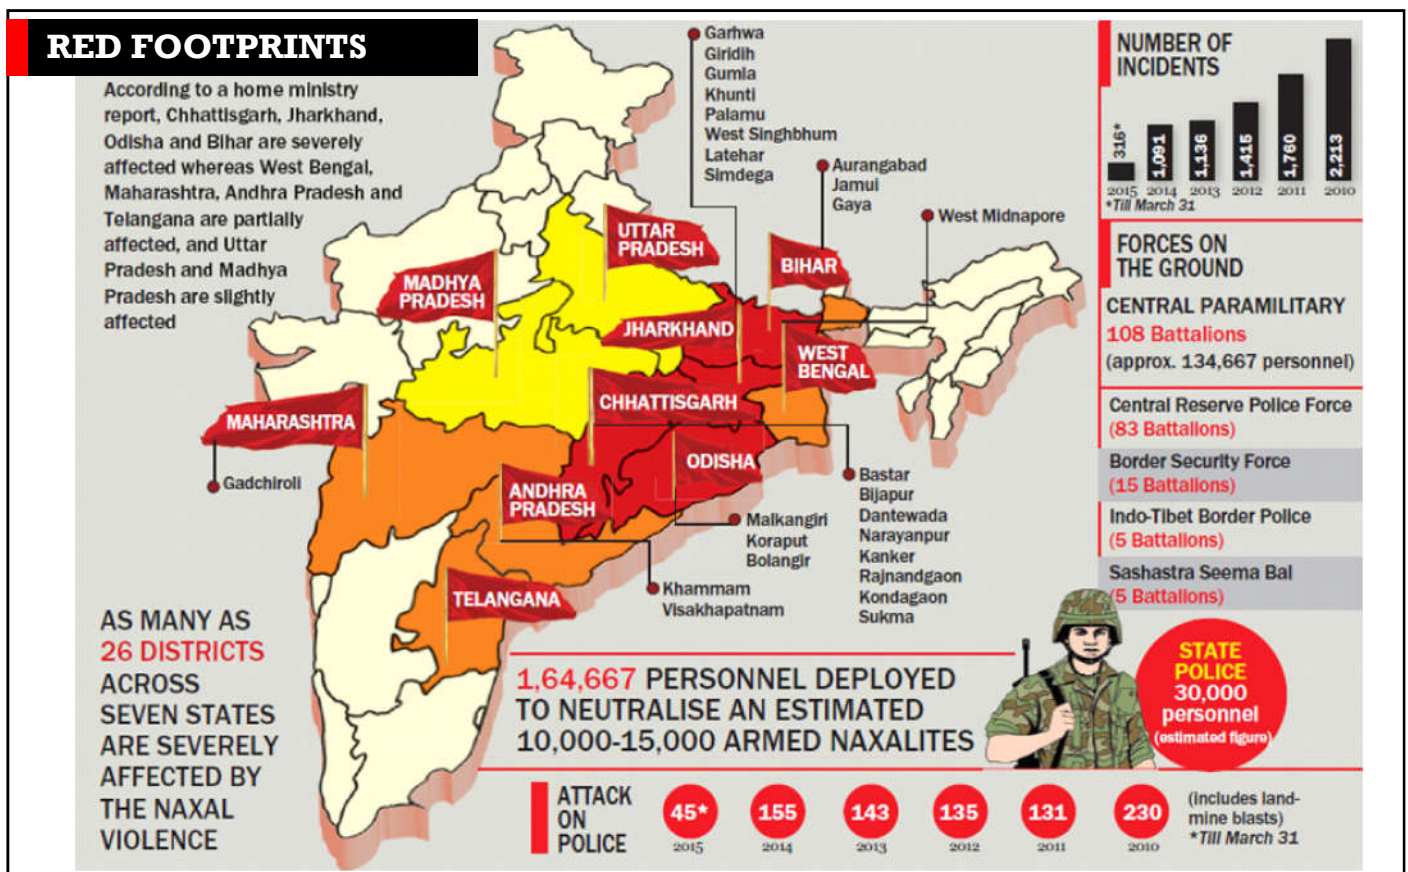 RED FOOTPRINTS
According to a home ministry
report, Chhattisgarh, Jharkhand,
Odisha and Bihar are severely
affected whereas West Bengal,
Maharashtra, Andhra Pradesh and
Telangana are partially
affected, and Uttar
Pradesh and Madhya
Pradesh are slightly
affected
Garhwa
Giridih
Gumla
Khunti
Palamu
West Singhbhum
Latehar
Simdega
Aurangabad
Jamui
Gaya
West Midnapore
UTTAR
PRADESH
BIHAR
MADHYA
PRADESH
JHARKHAND
WEST
BENGAL
CHHATTISGARH
MAHARASHTRA
Gadchiroli
ODISHA
ANDHRA
PRADESH
TELANGANA
Malkangiri
Koraput
Bolangir
Bastar
Bijapur
Dantewada
Narayanpur
Kanker
Rajnandgaon
Kondagaon
Sukma
Khammam
Visakhapatnam
AS MANY AS
26 DISTRICTS
ACROSS
SEVEN STATES
ARE SEVERELY
AFFECTED BY
THE NAXAL
VIOLENCE
NUMBER OF
INCIDENTS
316* 1,091 1,136 1,415 1,760 2,213
2015 2014 2013 2012 2011 2010
*Till March 31
FORCES ON
THE GROUND
CENTRAL PARAMILITARY
108 Battalions
(approx. 134,667 personnel)
Central Reserve Police Force
(83 Battalions)
Border Security Force
(15 Battalions)
Indo-Tibet Border Police
(5 Battalions)
Sashastra Seema Bal
(5 Battalions)
STATE
POLICE
30,000
personnel
(estimated figure)
1,64,667 PERSONNEL DEPLOYED
TO NEUTRALISE AN ESTIMATED
10,000-15,000 ARMED NAXALITES
ATTACK
ON
POLICE
45* 155 143 135 131 230
2015 2014 2013 2012 2011 2010
(includes land-
mine blasts)
*Till March 31